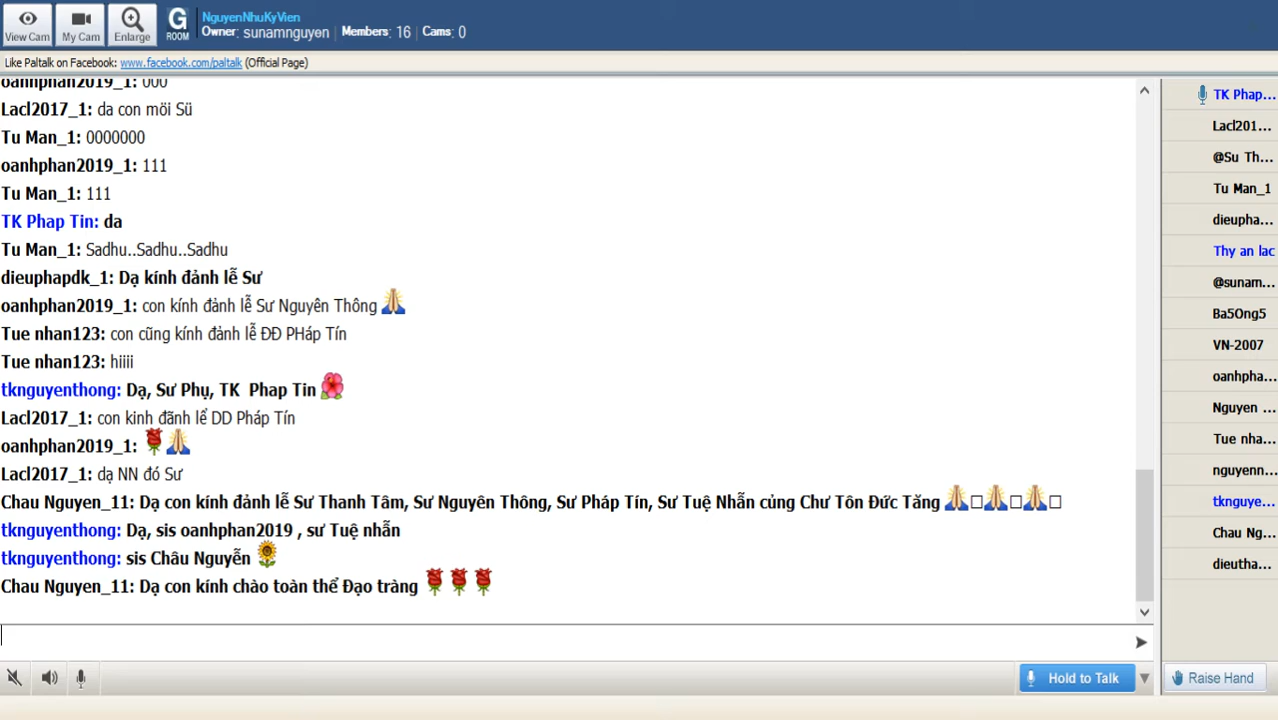 View Cam
My Cam
Enlarge
G ROOM
NguyenNhuKyVien
Owner: sunamnguyen Members: 16 Cams: 0
Like Paltalk on Facebook: www.facebook.com/paltalk (Official Page)
oanhphan2019_1: 000
Lacl2017_1: da con möi Sü
Tu Man_1: 0000000
oanhphan2019_1: 111
Tu Man_1: 111
TK Phap Tin: da
Tu Man_1: Sadhu..Sadhu..Sadhu
dieuphapdk_1: Dạ kính đảnh lễ Sư
oanhphan2019_1: con kính đảnh lễ Sư Nguyên Thông 🙏
Tue nhan123: con cũng kính đảnh lễ ĐĐ PHáp Tín
Tue nhan123: hiiii
tknguyenthong: Dạ, Sư Phụ, TK Phap Tin 🌺
Lacl2017_1: con kinh đãnh lể DD Pháp Tín
oanhphan2019_1: 🌹🙏
Lacl2017_1: dạ NN đó Sư
Chau Nguyen_11: Dạ con kính đảnh lễ Sư Thanh Tâm, Sư Nguyên Thông, Sư Pháp Tín, Sư Tuệ Nhẫn củng Chư Tôn Đức Tăng 🙏□🙏□🙏□
tknguyenthong: Dạ, sis oanhphan2019 , sư Tuệ nhẫn
tknguyenthong: sis Châu Nguyễn 🌻
Chau Nguyen_11: Dạ con kính chào toàn thể Đạo tràng 🌹🌹🌹
Hold to Talk
TK Phap...
Lacl201...
@Su Th...
Tu Man_1
dieupha...
Thy an lac
@sunam...
Ba5Ong5
VN-2007
oanhpha...
Nguyen ...
Tue nha...
nguyenn...
tknguye...
Chau Ng...
dieutha...
Raise Hand